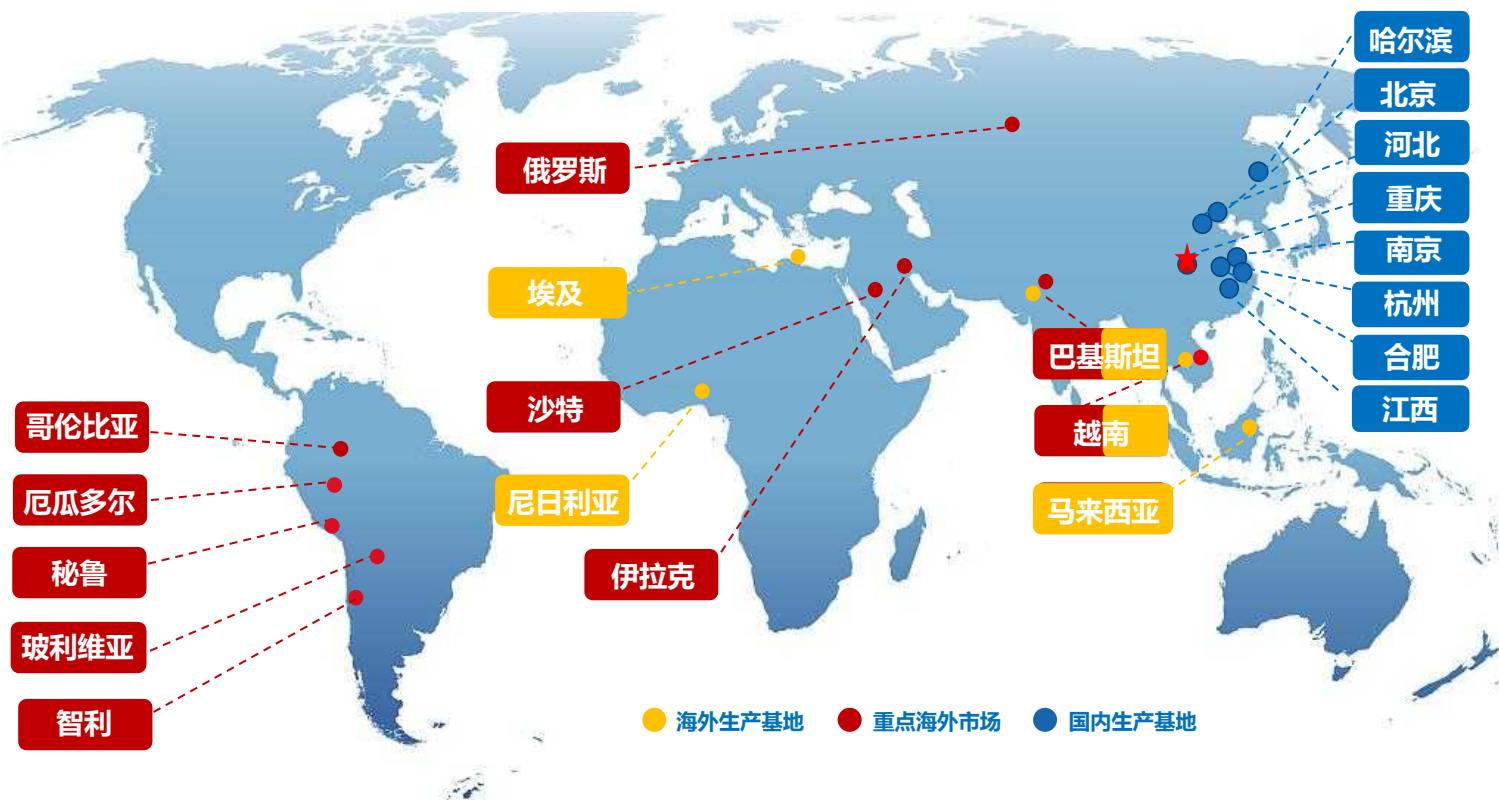 哈尔滨
北京
河北
重庆
南京
杭州
合肥
江西
俄罗斯
埃及
沙特
尼日利亚
伊拉克
巴基斯坦
越南
马来西亚
哥伦比亚
厄瓜多尔
秘鲁
玻利维亚
智利
海外生产基地
重点海外市场
国内生产基地